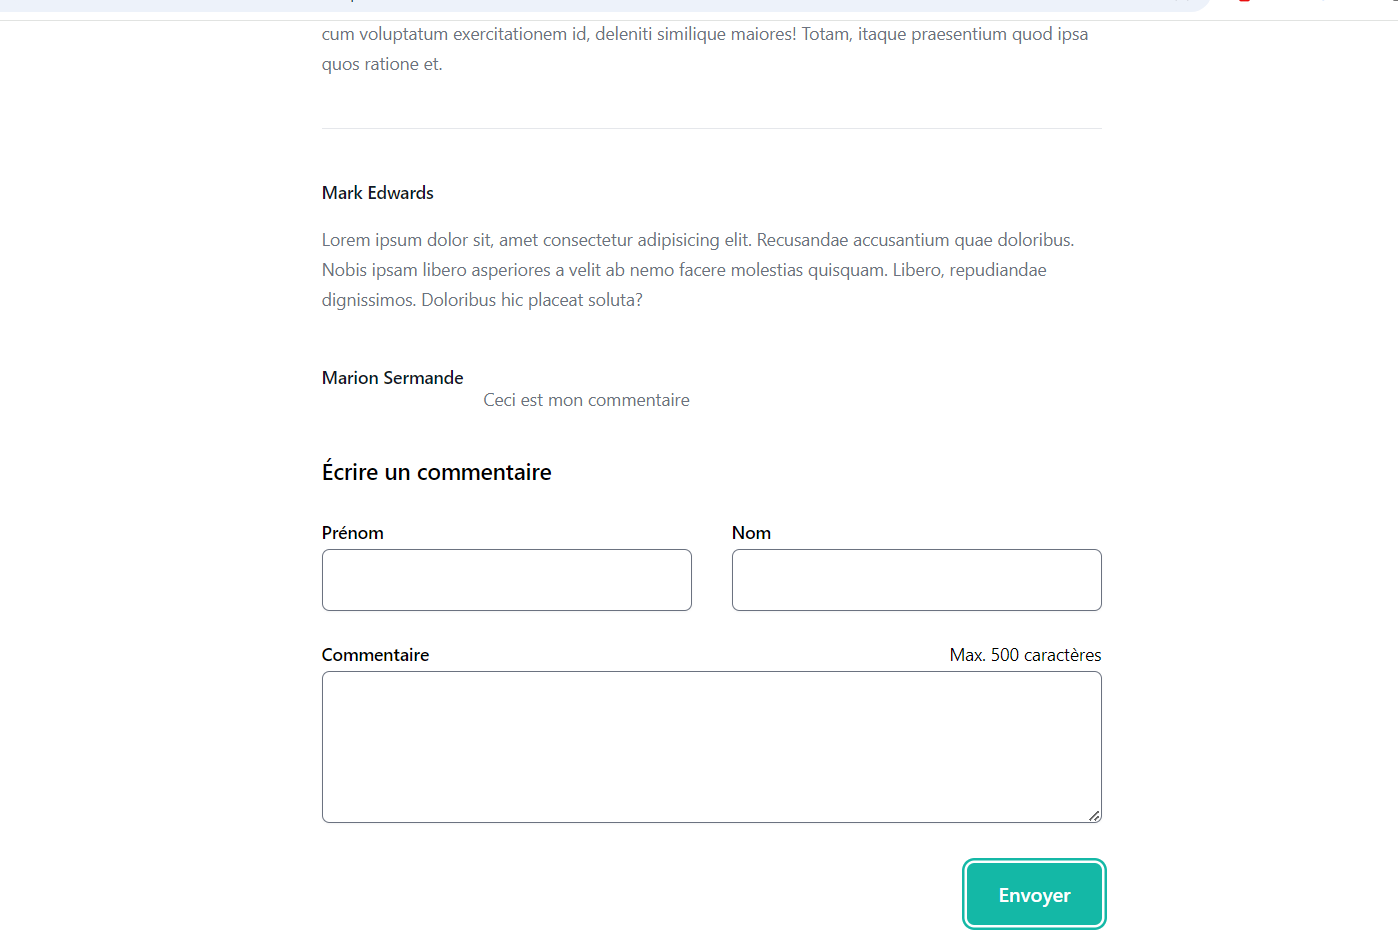 cum voluptatum exercitationem id, deleniti similique maiores! Totam, itaque praesentium quod ipsa
quos ratione et.
Mark Edwards
Lorem ipsum dolor sit, amet consectetur adipisicing elit. Recusandae accusantium quae doloribus.
Nobis ipsam libero asperiores a velit ab nemo facere molestias quisquam. Libero, repudiandae
dignissimos. Doloribus hic placeat soluta?
Marion Sermande
Ceci est mon commentaire
Écrire un commentaire
Prénom
Nom
Commentaire
Max. 500 caractères
Envoyer